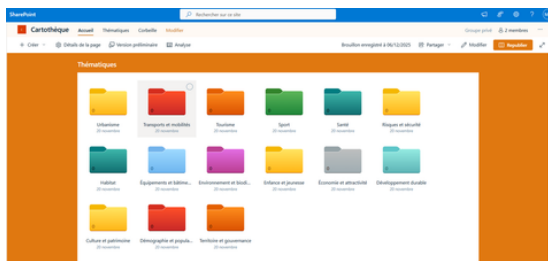 SharePoint
Rechercher sur ce site
?
Cartothèque Accueil Thématiques Corbeille Modifier
Groupe privé 2 membres
Créer Détails de la page Version préliminaire Analyse
Brouillon enregistré à 06/12/2025 Partager Modifier Republier
Thématiques
Urbanisme Transports et mobilités Tourisme Sport Santé Risques et sécurité
20 novembre 20 novembre 20 novembre 20 novembre 20 novembre 20 novembre
Habitat Équipements et bâtime... Environnement et biodi... Enfance et jeunesse Économie et attractivité Développement durable
20 novembre 20 novembre 20 novembre 20 novembre 20 novembre 20 novembre
Culture et patrimoine Démographie et popula... Territoire et gouvernance
20 novembre 20 novembre 20 novembre